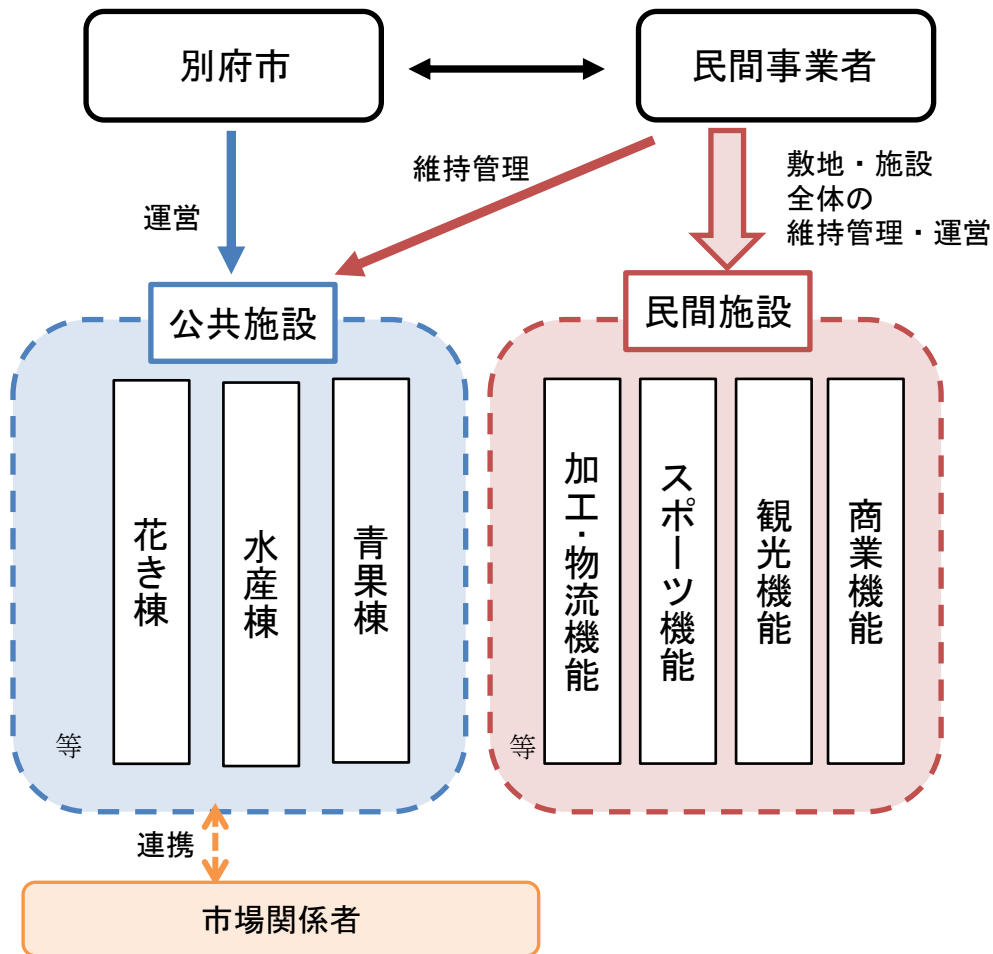 別府市
民間事業者
運営
維持管理
敷地・施設
全体の
維持管理・運営
公共施設
花き棟
水産棟
青果棟
等
民間施設
加工・物流機能
スポーツ機能
観光機能
商業機能
等
連携
市場関係者